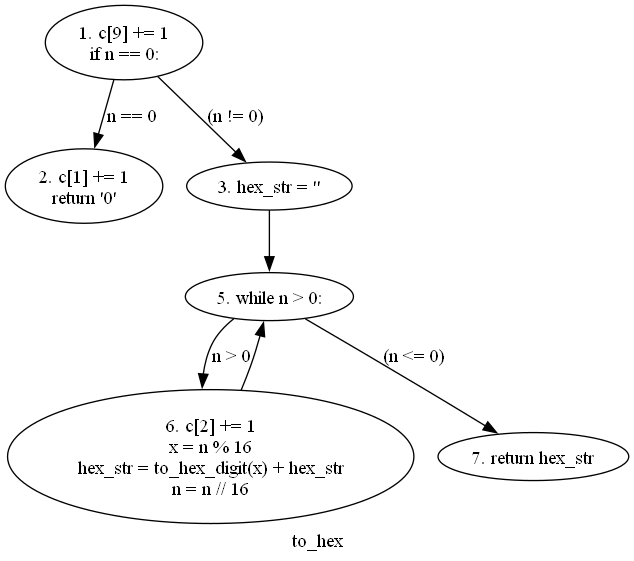 1. c[9] += 1
if n == 0:
n == 0
(n != 0)
2. c[1] += 1
return '0'
3. hex_str = ''
5. while n > 0:
n > 0
(n <= 0)
6. c[2] += 1
x = n % 16
hex_str = to_hex_digit(x) + hex_str
n = n // 16
7. return hex_str
to_hex